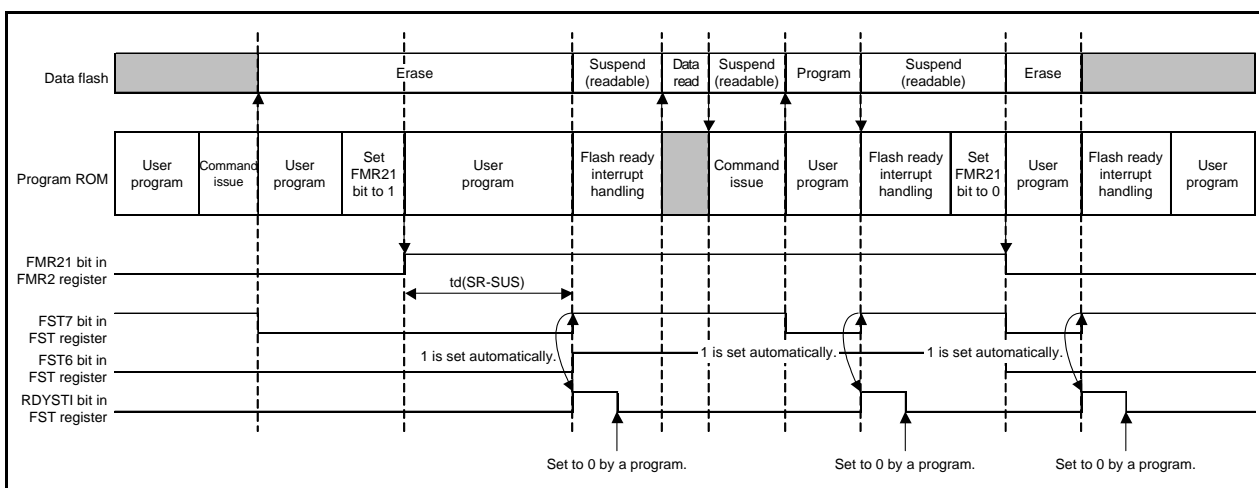 Data flash
Erase
Suspend
(readable)
Data
read
Suspend
(readable)
Program
Suspend
(readable)
Erase
Program ROM
User
program
Command
issue
User
program
Set
FMR21
bit to 1
User
program
Flash ready
interrupt
handling
Command
issue
User
program
Flash ready
interrupt
handling
Set
FMR21
bit to 0
User
program
Flash ready
interrupt
handling
User
program
FMR21 bit in
FMR2 register
td(SR-SUS)
FST7 bit in
FST register
1 is set automatically.
1 is set automatically.
1 is set automatically.
FST6 bit in
FST register
RDYSTI bit in
FST register
Set to 0 by a program.
Set to 0 by a program.
Set to 0 by a program.